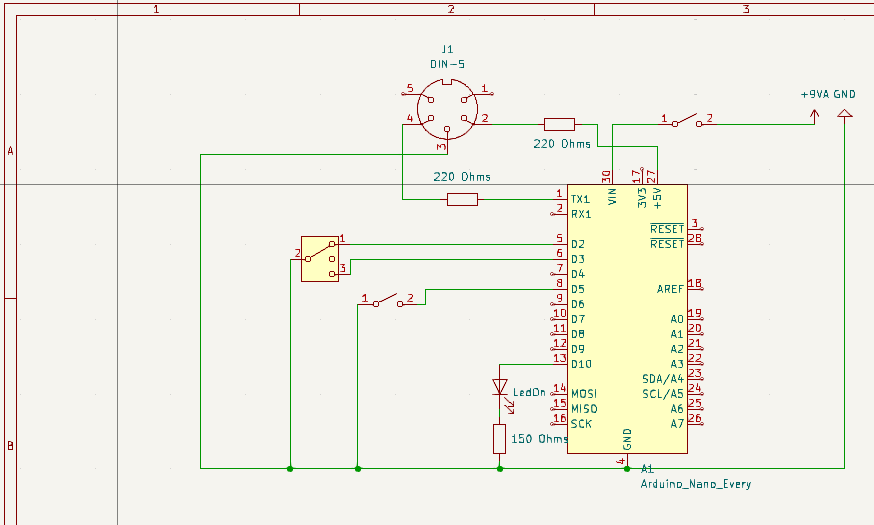 1 2 3
J1
DIN-5
5 1
4 2
3
+9VA GND
1 2
A
220 Ohms
220 Ohms
30 17 27
VIN 3V3 +5V
1 TX1
2 RX1
RESET 3
RESET 28
1
2
3
5 D2
6 D3
7 D4
8 D5
AREF 18
1 2
9 D6
10 D7
A0 19
11 D8
A1 20
12 D9
A2 21
13 D10
A3 22
SDA/A4 23
LedOn
14 MOSI
SCL/A5 24
15 MISO
A6 25
16 SCK
A7 26
B
150 Ohms
GND
4
A1
Arduino_Nano_Every